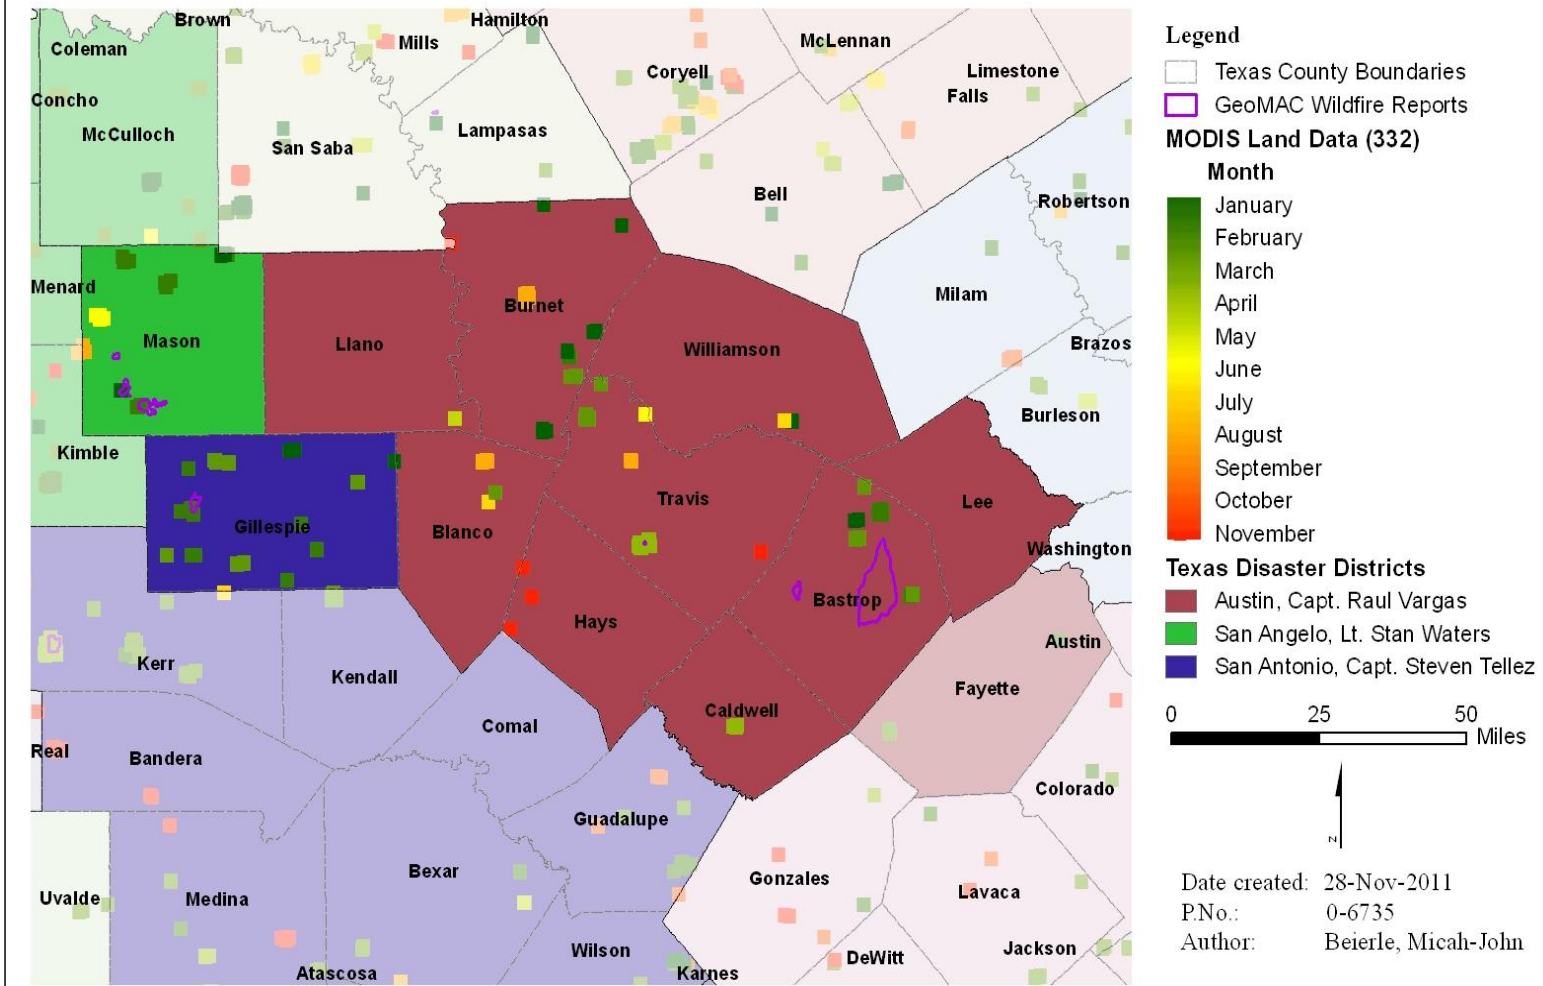 Brown
Hamilton
Coleman
Mills
McLennan
Coryell
Limestone
Falls
Concho
McCulloch
San Saba
Lampasas
Bell
Robertson
Menard
Mason
Llano
Burnet
Williamson
Milam
Brazos
Burleson
Kimble
Gillespie
Blanco
Travis
Lee
Washington
Bastrop
Hays
Austin
Kerr
Kendall
Fayette
Caldwell
Comal
Real
Bandera
Colorado
Guadalupe
Bexar
Gonzales
Lavaca
Uvalde
Medina
Wilson
DeWitt
Jackson
Atascosa
Karnes
Legend
Texas County Boundaries
GeoMAC Wildfire Reports
MODIS Land Data (332)
Month
January
February
March
April
May
June
July
August
September
October
November
Texas Disaster Districts
Austin, Capt. Raul Vargas
San Angelo, Lt. Stan Waters
San Antonio, Capt. Steven Tellez
0 25 50
Miles
N
Date created: 28-Nov-2011
P.No.: 0-6735
Author: Beierle, Micah-John